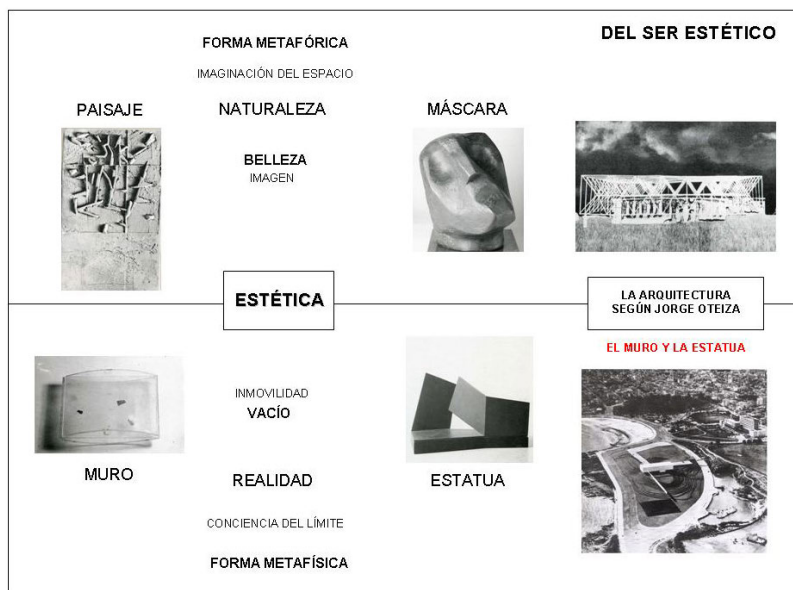 FORMA METAFÓRICA
DEL SER ESTÉTICO
IMAGINACIÓN DEL ESPACIO
PAISAJE
NATURALEZA
MÁSCARA
BELLEZA
IMAGEN
ESTÉTICA
LA ARQUITECTURA
SEGÚN JORGE OTEIZA
EL MURO Y LA ESTATUA
INMOVILIDAD
VACÍO
MURO
REALIDAD
ESTATUA
CONCIENCIA DEL LÍMITE
FORMA METAFÍSICA